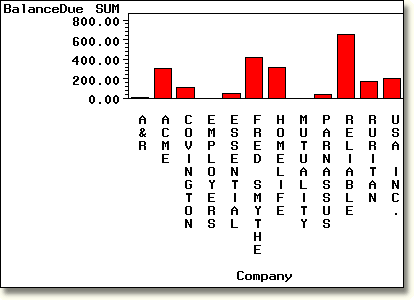 BalanceDue SUM
800.00
600.00
400.00
200.00
0.00
A&R
ACME
COVINGTON
EMPLOYERS
ESSENTIAL
FRED SMYTHE
HOMELIFE
MUTUALITY
PARNASSUS
RELIABLE
RURITAN
USA INC.
Company